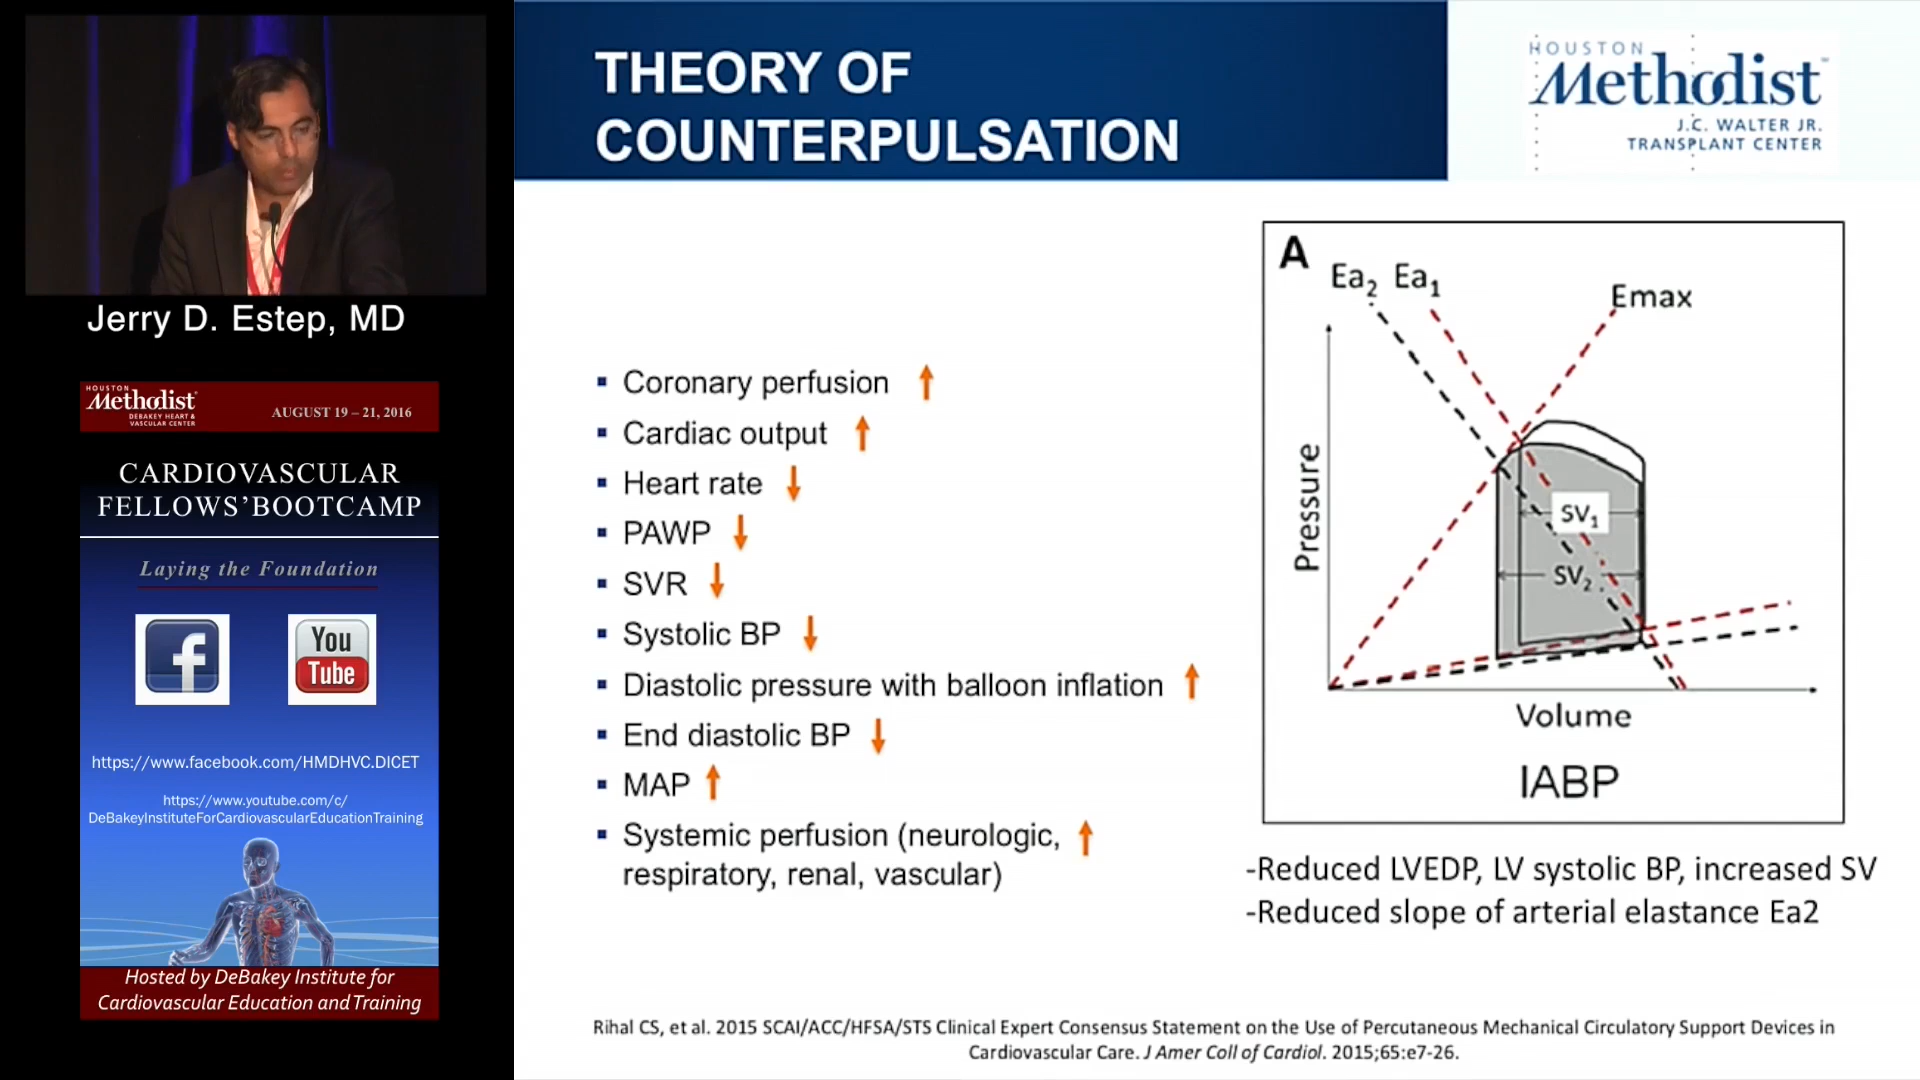 Jerry D. Estep, MD
HOUSTON
Methodist
DEBAKEY HEART &
VASCULAR CENTER
AUGUST 19 – 21, 2016
CARDIOVASCULAR
FELLOWS'BOOTCAMP
Laying the Foundation
f
You
Tube
https://www.facebook.com/HMDHVC.DICET
https://www.youtube.com/c/
DeBakeyInstituteForCardiovascularEducationTraining
Hosted by DeBakey Institute for
Cardiovascular Education and Training
THEORY OF
COUNTERPULSATION
HOUSTON
Methodist
J.C. WALTER JR.
TRANSPLANT CENTER
▪ Coronary perfusion ↑
▪ Cardiac output ↑
▪ Heart rate ↓
▪ PAWP ↓
▪ SVR ↓
▪ Systolic BP ↓
▪ Diastolic pressure with balloon inflation ↑
▪ End diastolic BP ↓
▪ MAP ↑
▪ Systemic perfusion (neurologic, ↑
respiratory, renal, vascular)
A
Ea2 Ea1
Emax
Pressure
SV1
SV2
Volume
IABP
-Reduced LVEDP, LV systolic BP, increased SV
-Reduced slope of arterial elastance Ea2
Rihal CS, et al. 2015 SCAI/ACC/HFSA/STS Clinical Expert Consensus Statement on the Use of Percutaneous Mechanical Circulatory Support Devices in
Cardiovascular Care. J Amer Coll of Cardiol. 2015;65:e7-26.